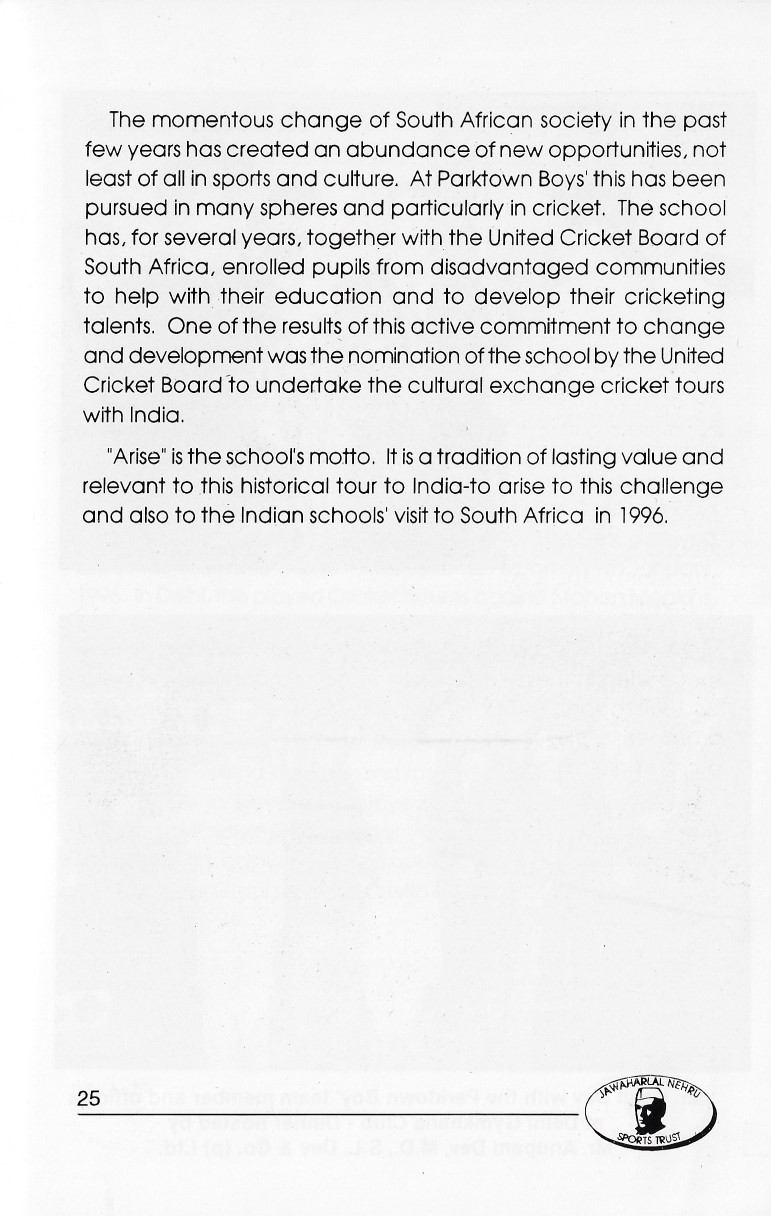 The momentous change of South African society in the past
few years has created an abundance of new opportunities, not
least of all in sports and culture. At Parktown Boys' this has been
pursued in many spheres and particularly in cricket. The school
has, for several years, together with the United Cricket Board of
South Africa, enrolled pupils from disadvantaged communities
to help with their education and to develop their cricketing
talents. One of the results of this active commitment to change
and development was the nomination of the school by the United
Cricket Board to undertake the cultural exchange cricket tours
with India.
"Arise" is the school's motto. It is a tradition of lasting value and
relevant to this historical tour to India-to arise to this challenge
and also to the Indian schools' visit to South Africa in 1996.
25
JAWAHARLAL NEHRU
SPORTS TRUST